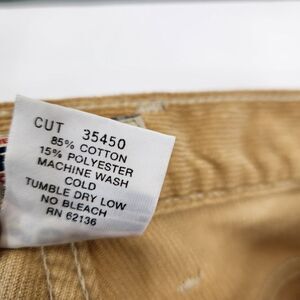 CUT 35450
85% COTTON
15% POLYESTER
MACHINE WASH
COLD
TUMBLE DRY LOW
NO BLEACH
RN 62136